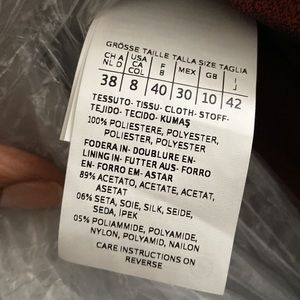 GRÖSSE TAILLE TALLA SIZE TAGLIA
CH A NL D USA CA COL F B MEX GB I J
38 8 40 30 10 42
TESSUTO- TISSU- CLOTH- STOFF-
TEJIDO- TECIDO- KUMAŞ
100% POLIESTERE, POLYESTER,
POLIESTER, POLYESTER
FODERA IN- DOUBLURE EN-
LINING IN- FUTTER AUS- FORRO
EN- FORRO EM- ASTAR
89% ACETATO, ACETATE, ACETAT,
ASETAT
06% SETA, SOIE, SILK, SEIDE,
SEDA, İPEK
05% POLIAMMIDE, POLYAMIDE,
NYLON, POLYAMID, NAILON
CARE INSTRUCTIONS ON
REVERSE